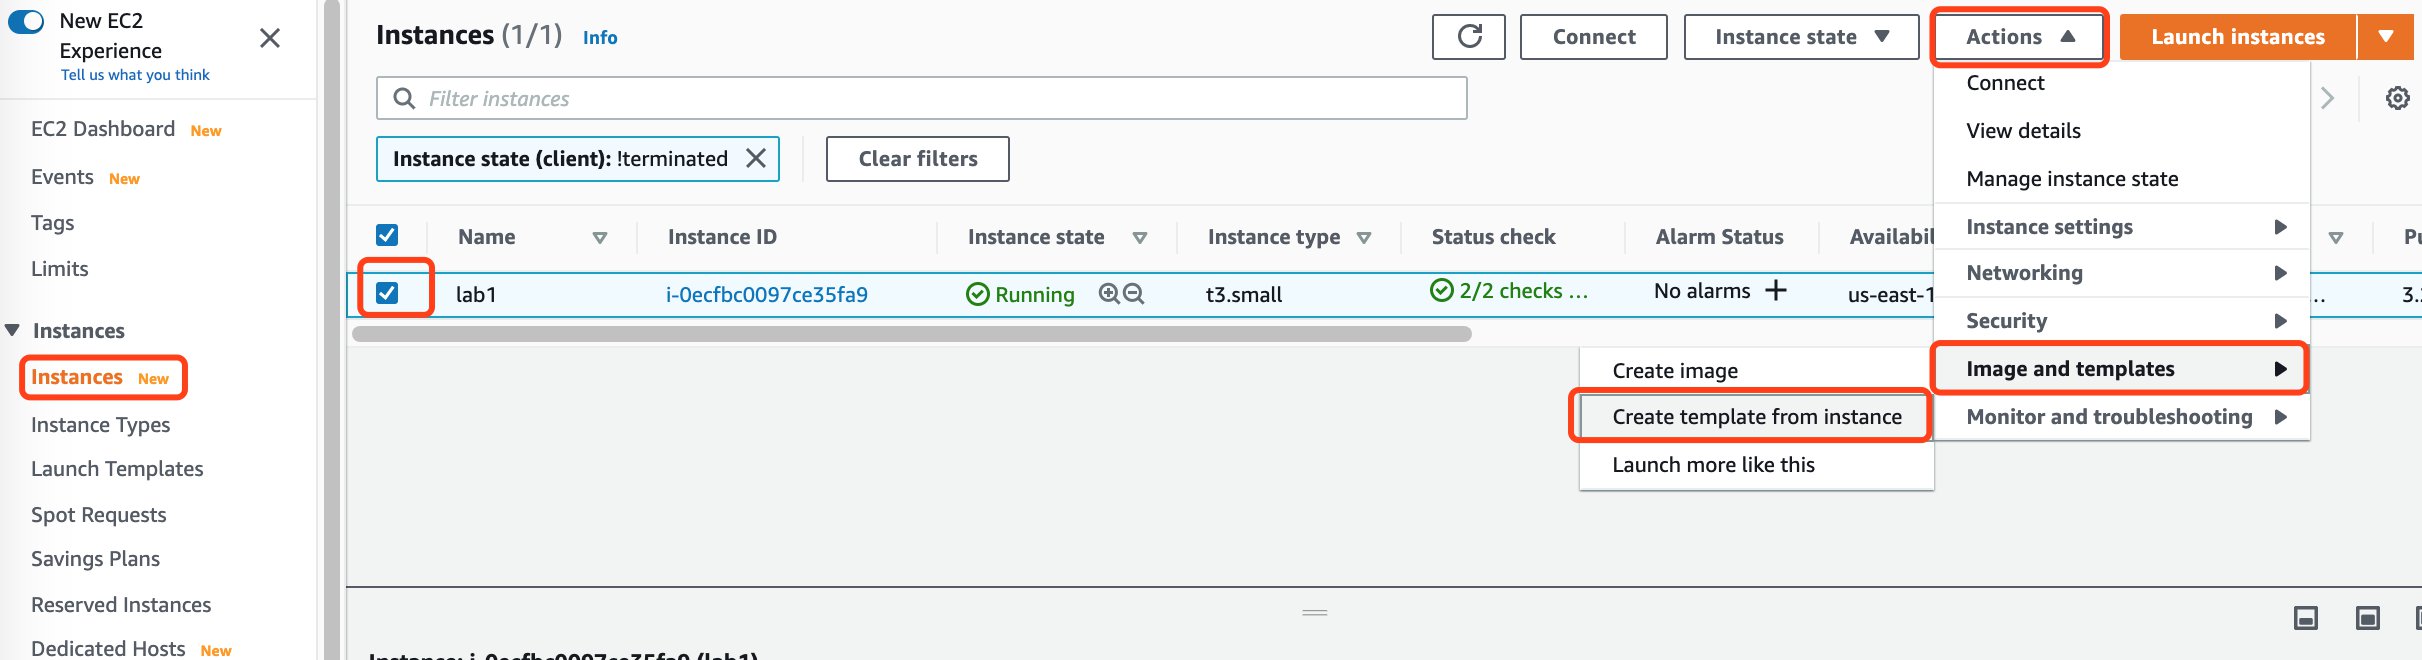 New EC2
Experience
Tell us what you think
EC2 Dashboard New
Events New
Tags
Limits
Instances
Instances New
Instance Types
Launch Templates
Spot Requests
Savings Plans
Reserved Instances
Dedicated Hosts New
Instances (1/1) Info
Connect
Instance state
Actions
Launch instances
Filter instances
Instance state (client): !terminated
Clear filters
Name Instance ID Instance state Instance type Status check Alarm Status Availabil
lab1 i-0ecfbc0097ce35fa9 Running t3.small 2/2 checks ... No alarms us-east-1 ... 3.
Connect
View details
Manage instance state
Instance settings
Networking
Security
Image and templates
Monitor and troubleshooting
Create image
Create template from instance
Launch more like this
Instance: i-0ecfbc0097ce35fa9 (lab1)